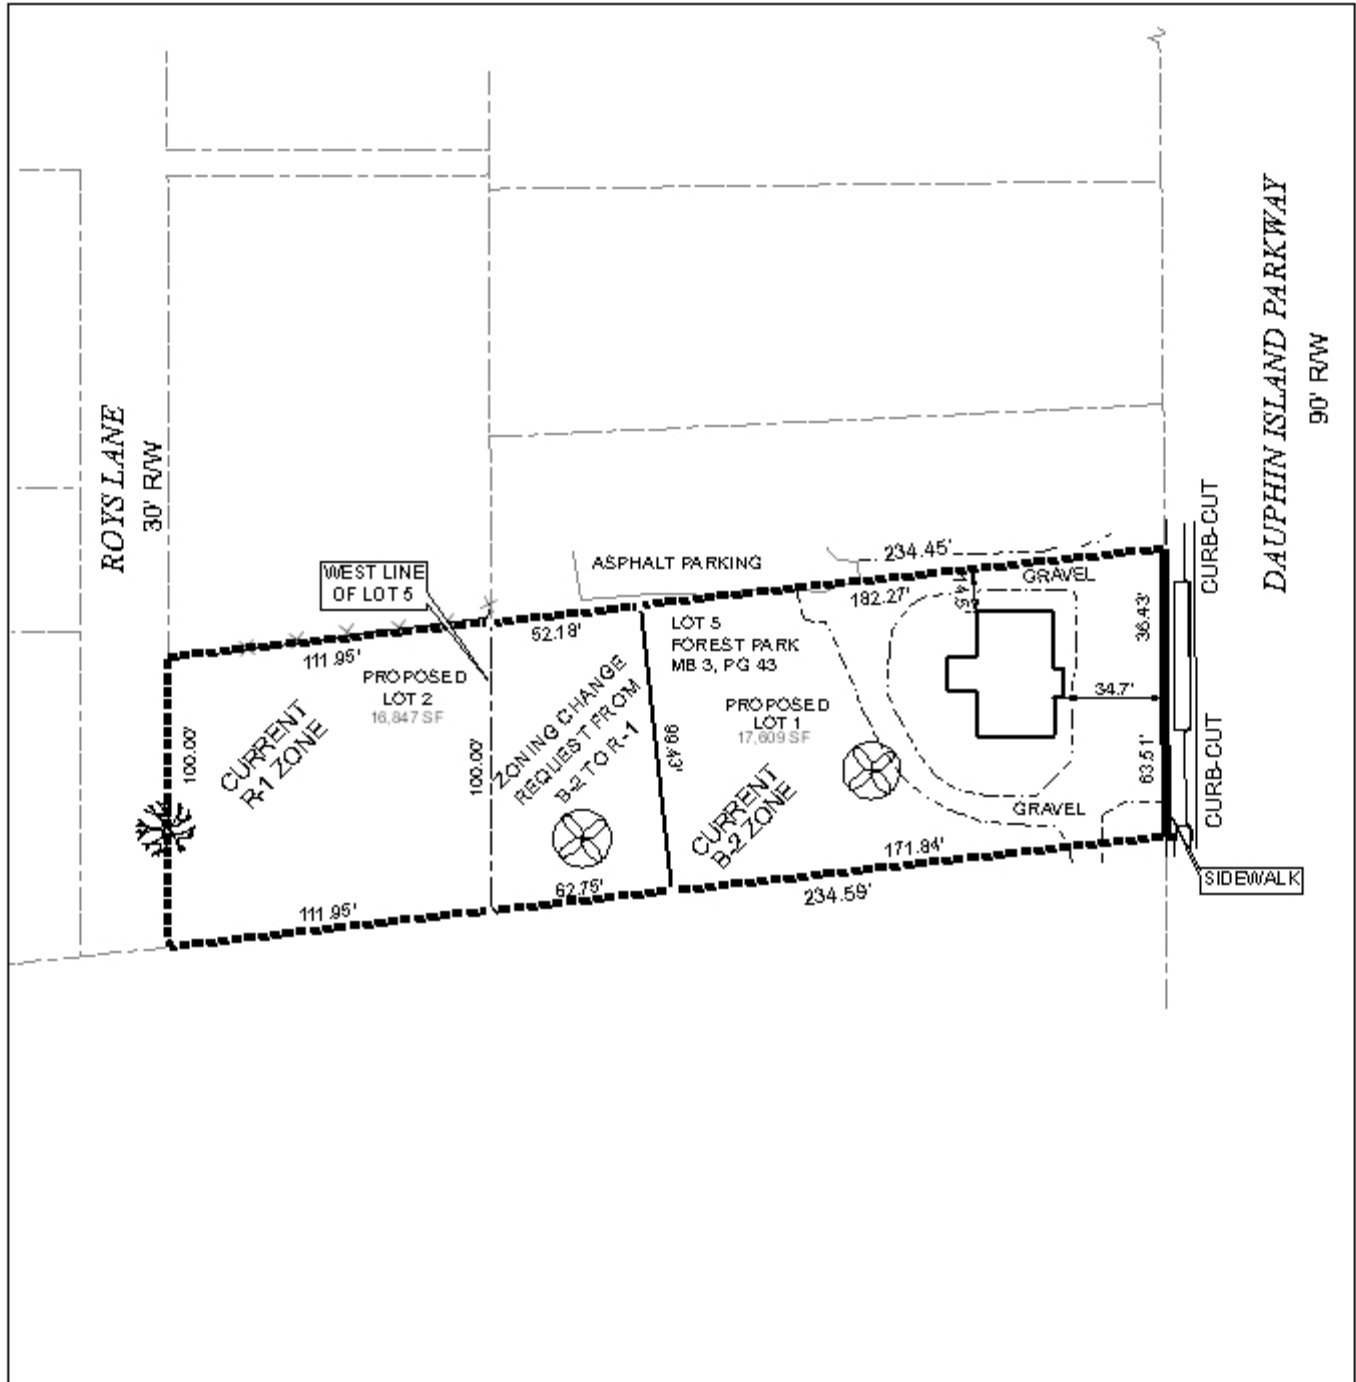 ROYS LANE
30' R/W
DAUPHIN ISLAND PARKWAY
90' R/W
CURB-CUT
CURB-CUT
SIDEWALK
WEST LINE
OF LOT 5
ASPHALT PARKING
234.45'
GRAVEL
182.27'
14.5'
36.43'
52.18'
111.95'
LOT 5
FOREST PARK
MB 3, PG 43
PROPOSED
LOT 2
16,847 SF
PROPOSED
LOT 1
17,609 SF
34.7'
63.51'
100.00'
100.00'
99.43'
CURRENT
R-1 ZONE
ZONING CHANGE
REQUEST FROM
B-2 TO R-1
CURRENT
B-2 ZONE
GRAVEL
171.84'
234.59'
62.75'
111.95'